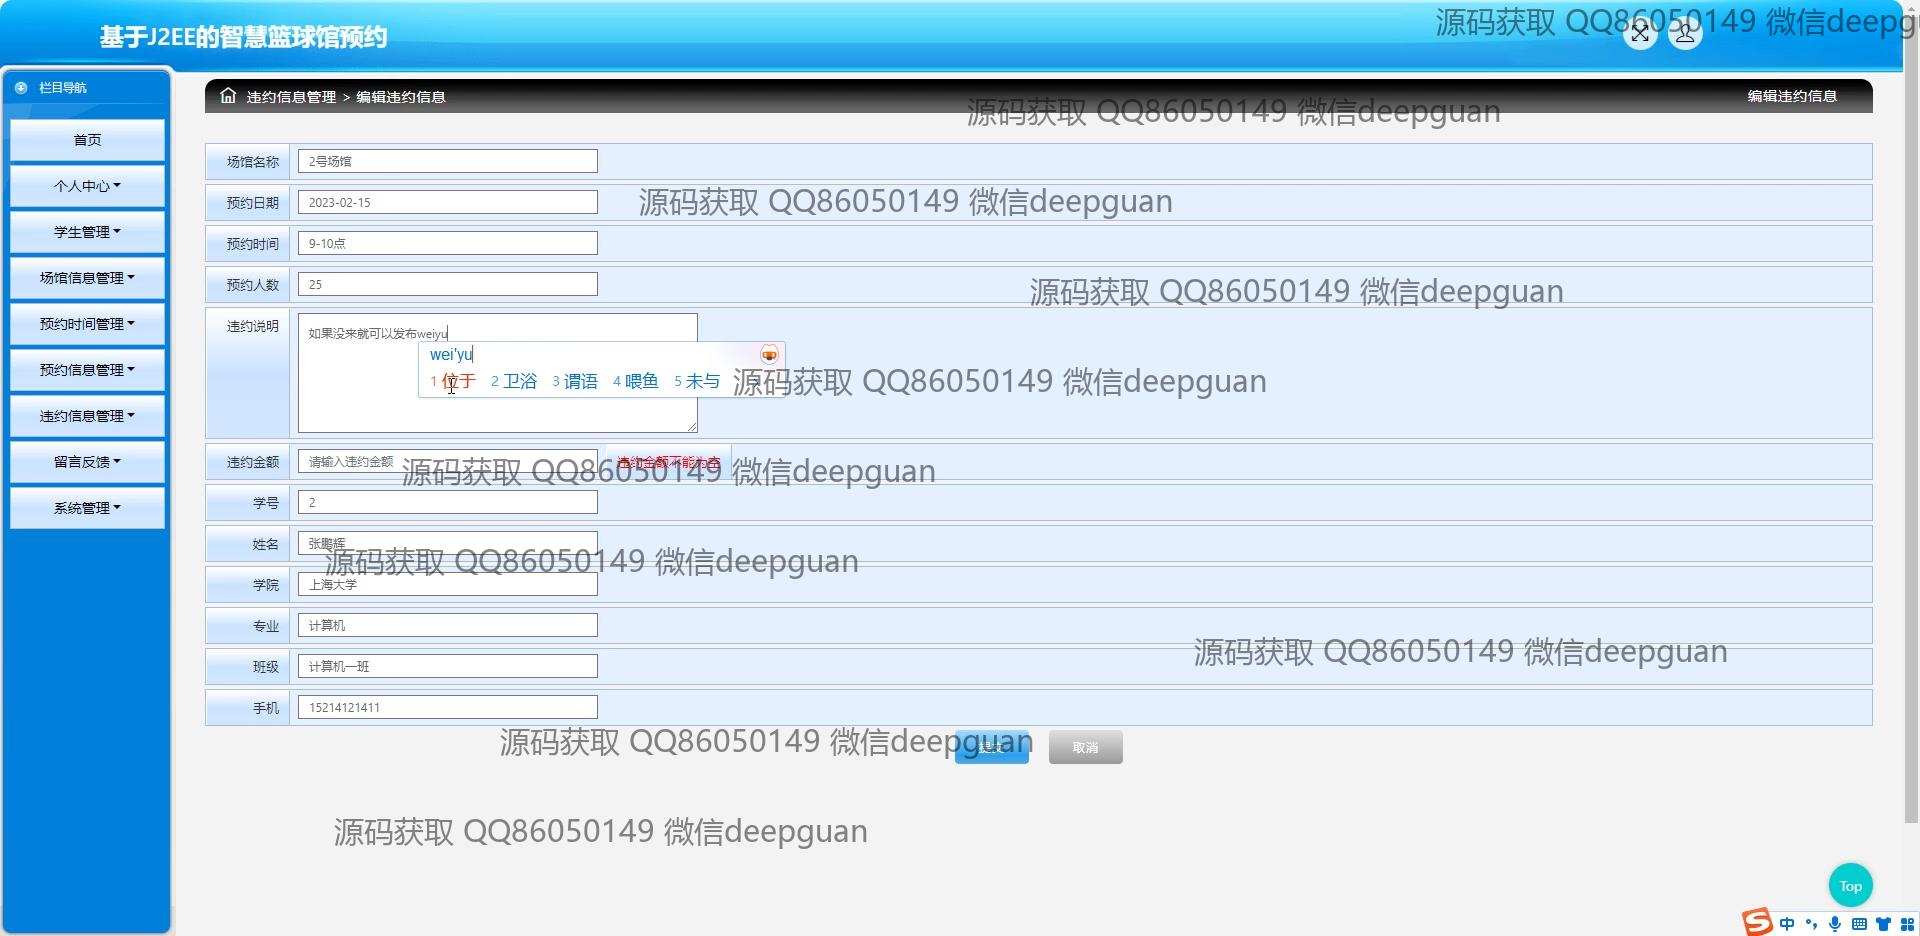 基于J2EE的智慧篮球馆预约
源码获取 QQ86050149 微信deepg
栏目导航
违约信息管理 > 编辑违约信息
编辑违约信息
源码获取 QQ86050149 微信deepguan
首页
个人中心
学生管理
场馆信息管理
预约时间管理
预约信息管理
违约信息管理
留言反馈
系统管理
场馆名称 2号场馆
预约日期 2023-02-15
源码获取 QQ86050149 微信deepguan
预约时间 9-10点
预约人数 25
源码获取 QQ86050149 微信deepguan
违约说明 如果没来就可以发布weiyu
wei'yu
1 位于 2 卫浴 3 谓语 4 喂鱼 5 未与
源码获取 QQ86050149 微信deepguan
违约金额 请输入违约金额 违约金额不能为空
源码获取 QQ86050149 微信deepguan
学号 2
姓名 张鹏辉
源码获取 QQ86050149 微信deepguan
学院 上海大学
专业 计算机
源码获取 QQ86050149 微信deepguan
班级 计算机一班
手机 15214121411
源码获取 QQ86050149 微信deepguan
提交 取消
源码获取 QQ86050149 微信deepguan
Top
中